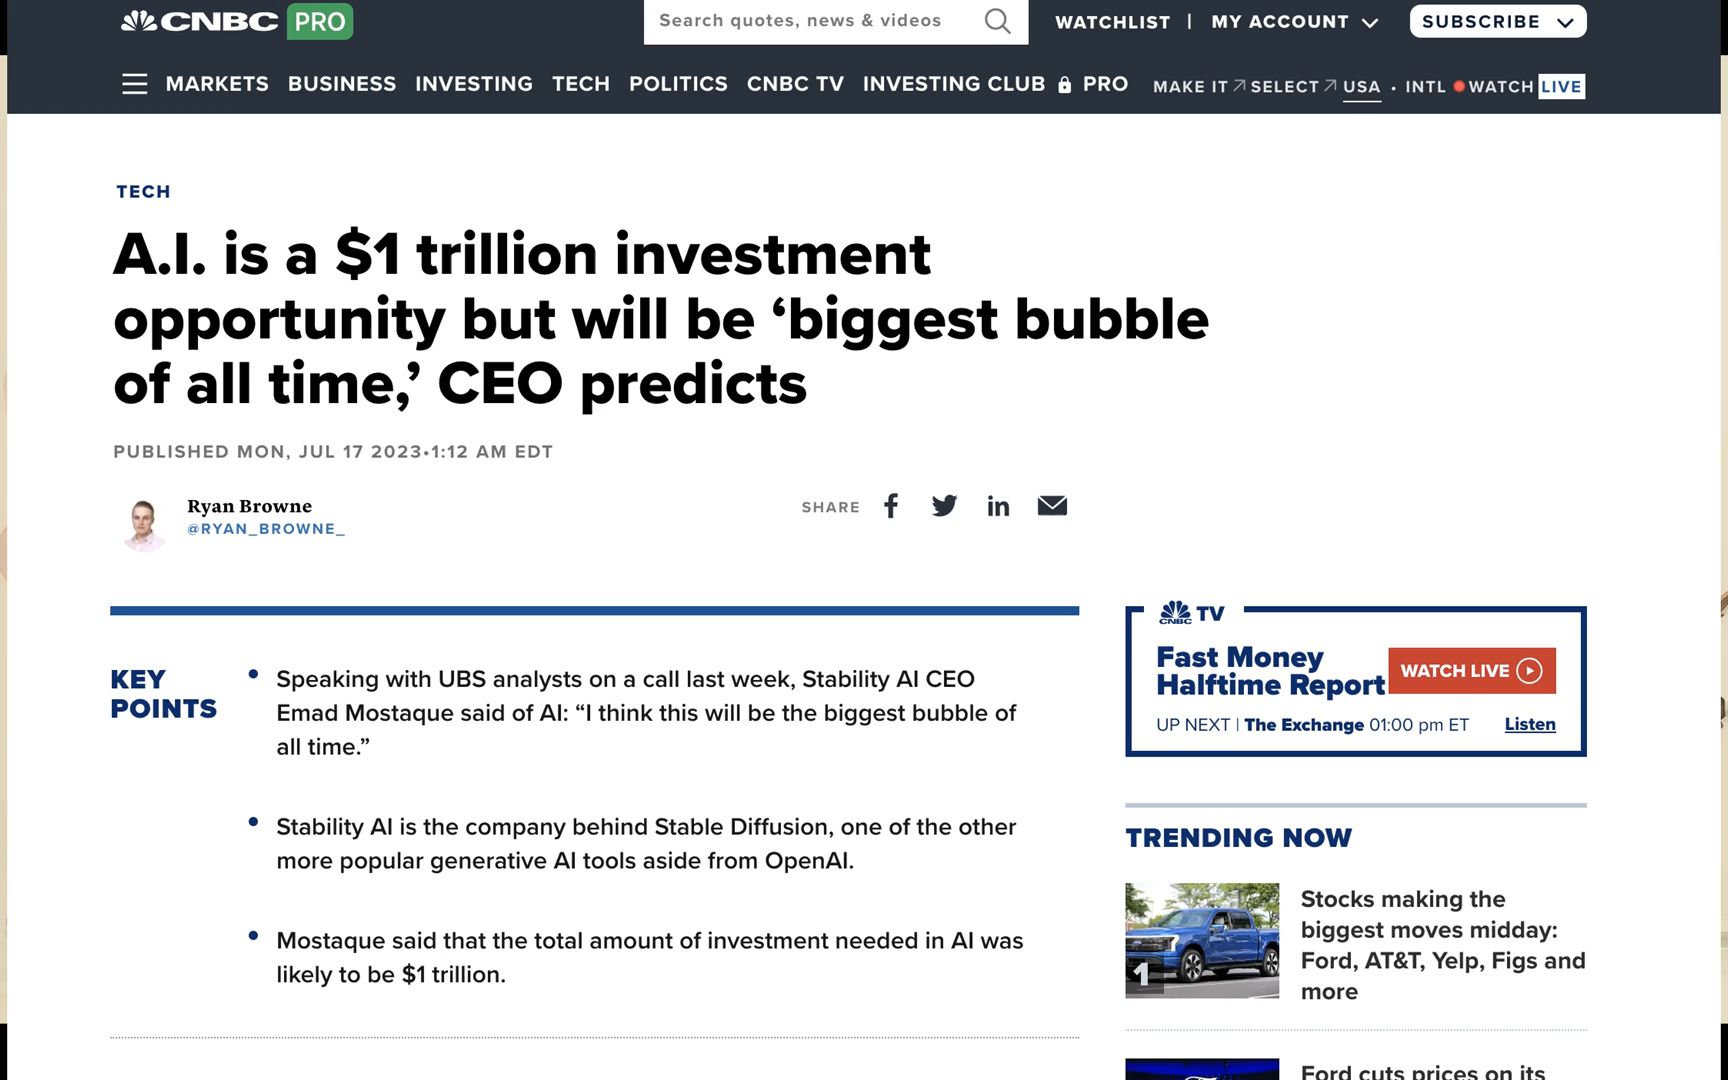 CNBC PRO
Search quotes, news & videos
WATCHLIST | MY ACCOUNT
SUBSCRIBE
MARKETS BUSINESS INVESTING TECH POLITICS CNBC TV INVESTING CLUB PRO
MAKE IT SELECT USA • INTL WATCH LIVE
TECH
A.I. is a $1 trillion investment
opportunity but will be ‘biggest bubble
of all time,’ CEO predicts
PUBLISHED MON, JUL 17 2023•1:12 AM EDT
Ryan Browne
@RYAN_BROWNE_
SHARE
KEY
POINTS
Speaking with UBS analysts on a call last week, Stability AI CEO
Emad Mostaque said of AI: “I think this will be the biggest bubble of
all time.”
Stability AI is the company behind Stable Diffusion, one of the other
more popular generative AI tools aside from OpenAI.
Mostaque said that the total amount of investment needed in AI was
likely to be $1 trillion.
CNBC TV
Fast Money
Halftime Report
WATCH LIVE
UP NEXT | The Exchange 01:00 pm ET
Listen
TRENDING NOW
1
Stocks making the
biggest moves midday:
Ford, AT&T, Yelp, Figs and
more
Ford cuts prices on its